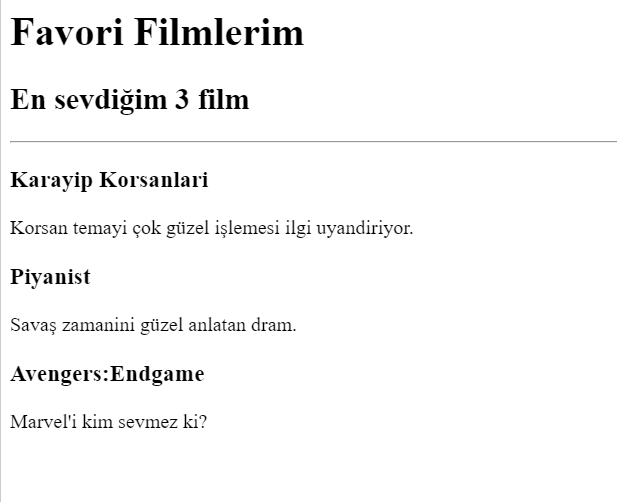 Favori Filmlerim
En sevdiğim 3 film
Karayip Korsanlari
Korsan temayi çok güzel işlemesi ilgi uyandiriyor.
Piyanist
Savaş zamanini güzel anlatan dram.
Avengers:Endgame
Marvel'i kim sevmez ki?